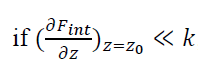 if (∂F_int/∂z)_{z=z_0} ≪ k